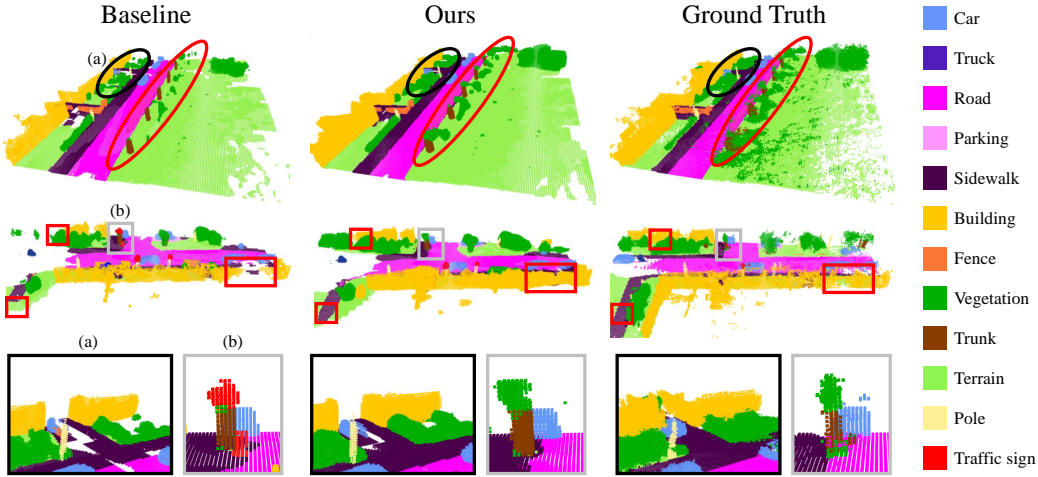 Baseline
Ours
Ground Truth
(a)
(b)
(a)
(b)
Car
Truck
Road
Parking
Sidewalk
Building
Fence
Vegetation
Trunk
Terrain
Pole
Traffic sign